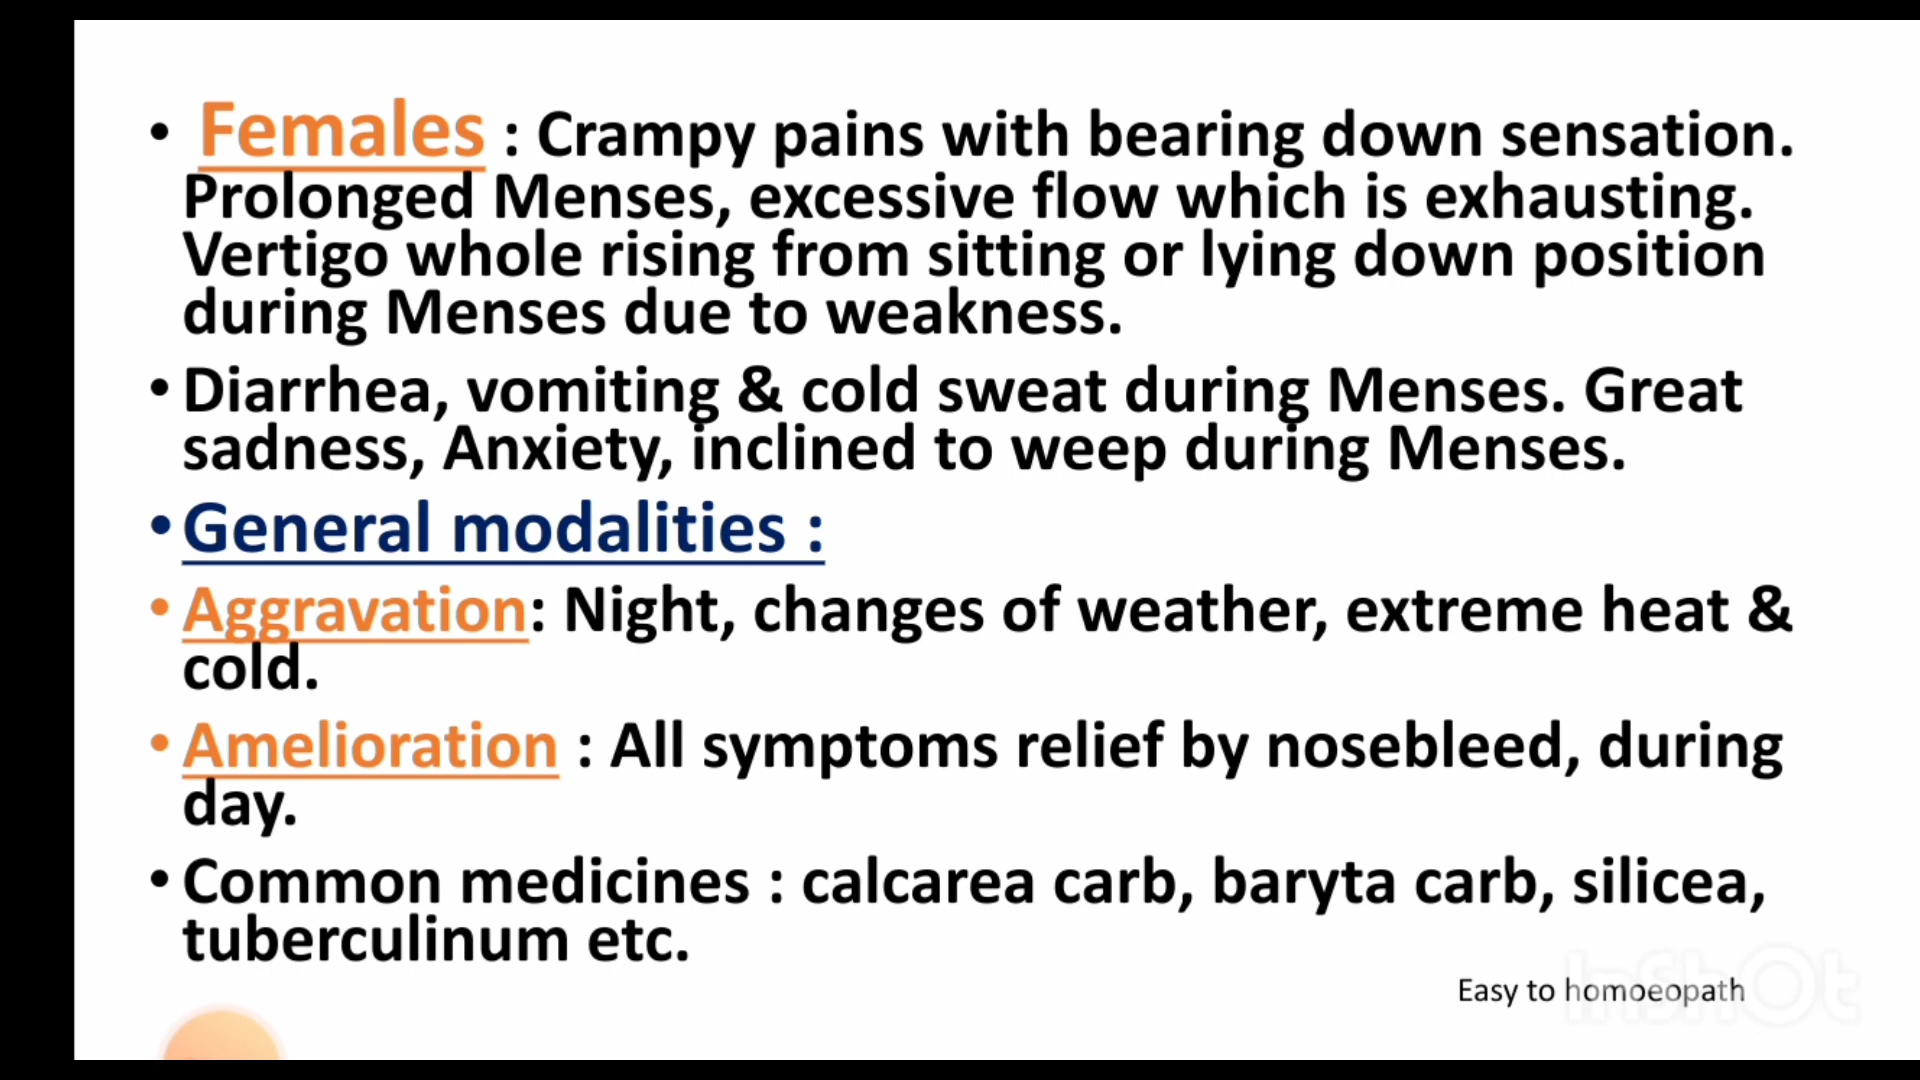 • Females : Crampy pains with bearing down sensation.
Prolonged Menses, excessive flow which is exhausting.
Vertigo whole rising from sitting or lying down position
during Menses due to weakness.
• Diarrhea, vomiting & cold sweat during Menses. Great
sadness, Anxiety, inclined to weep during Menses.
• General modalities :
• Aggravation: Night, changes of weather, extreme heat &
cold.
• Amelioration : All symptoms relief by nosebleed, during
day.
• Common medicines : calcarea carb, baryta carb, silicea,
tuberculinum etc.
Easy to homoeopath
InShOt